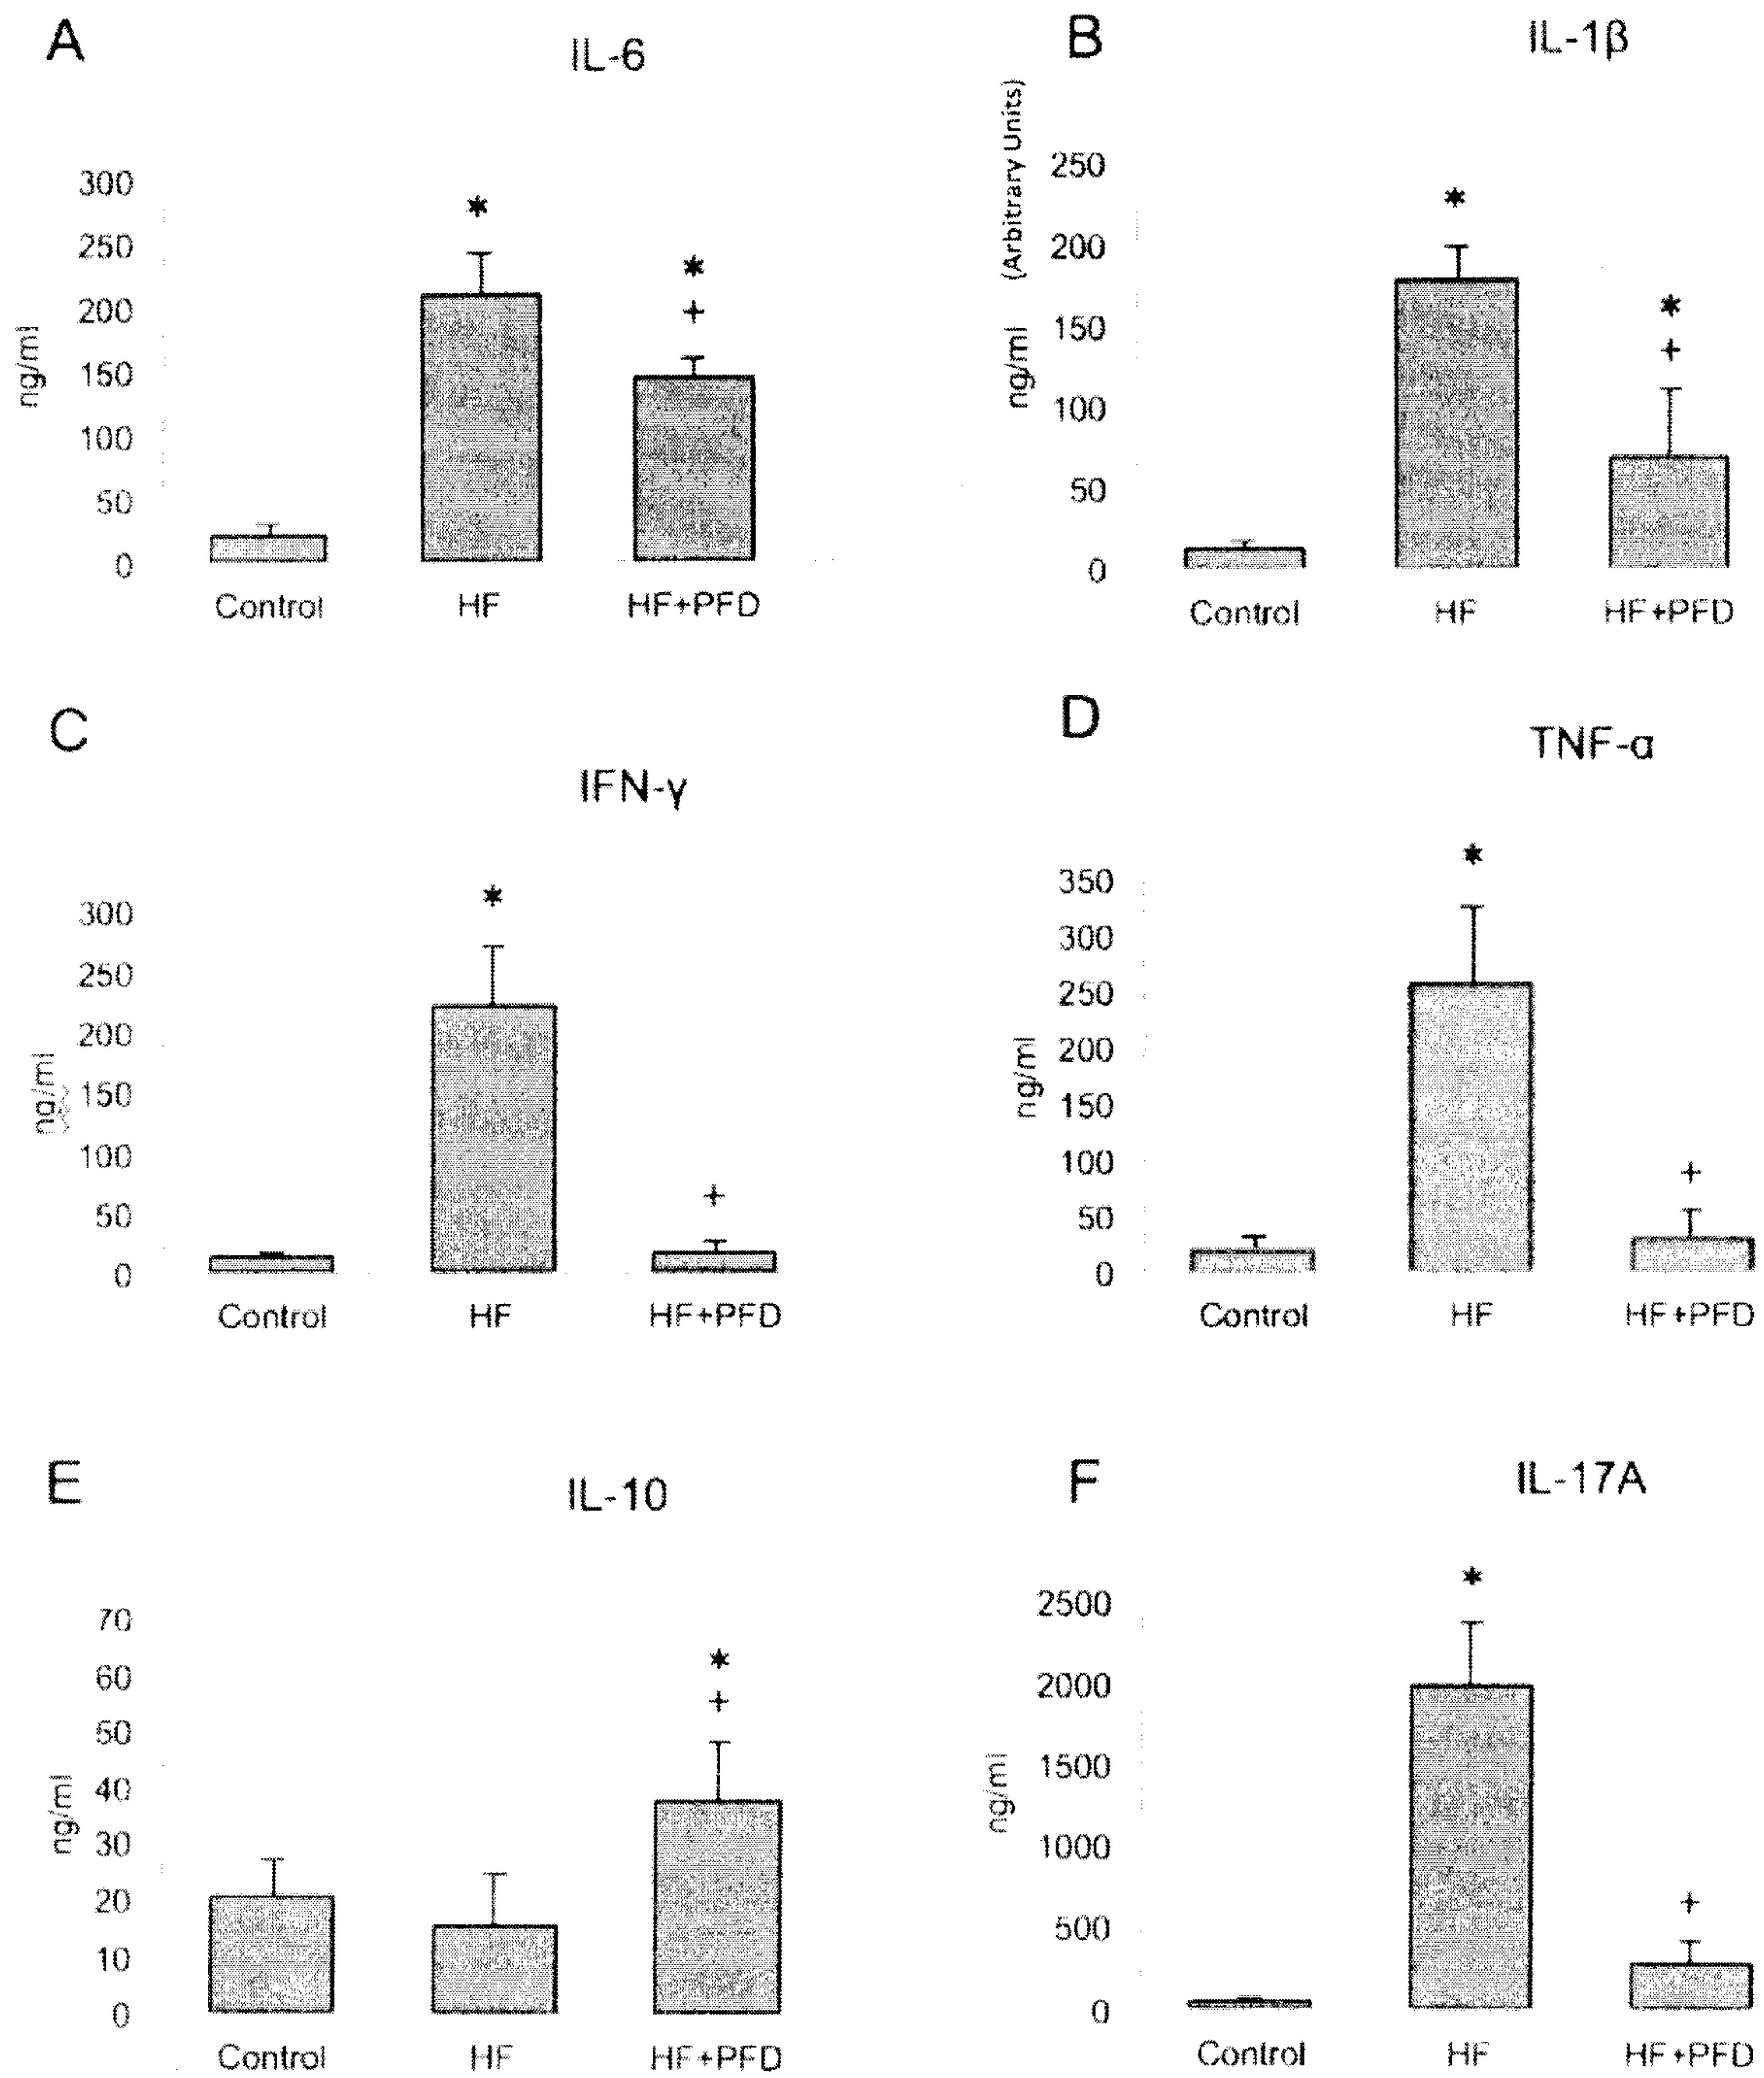 A
IL-6
300
250
200
150
100
50
0
ng/ml
*
*
+
Control HF HF+PFD
B
IL-1β
(Arbitrary Units)
ng/ml
250
200
150
100
50
0
*
*
+
Control HF HF+PFD
C
IFN-γ
300
250
200
150
100
50
0
ng/ml
*
+
Control HF HF+PFD
D
TNF-α
350
300
250
200
150
100
50
0
ng/ml
*
+
Control HF HF+PFD
E
IL-10
70
60
50
40
30
20
10
0
ng/ml
*
+
Control HF HF+PFD
F
IL-17A
2500
2000
1500
1000
500
0
ng/ml
*
+
Control HF HF+PFD